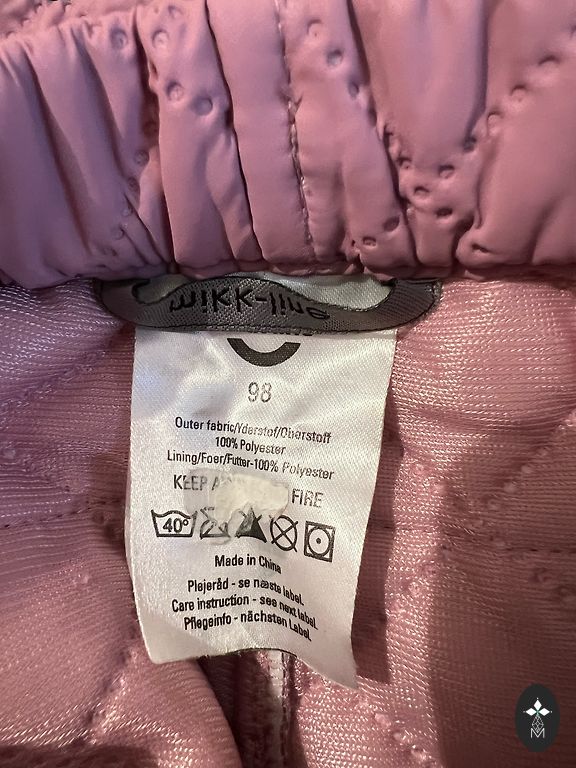 mikk-line
98
Outer fabric/Yderstof/Oberstoff
100% Polyester
Lining/Foer/Futter-100% Polyester
KEEP FIRE
40°
Made in China
Plejeråd - se næste label.
Care instruction - see next label.
Pflegeinfo - nächsten Label.
M